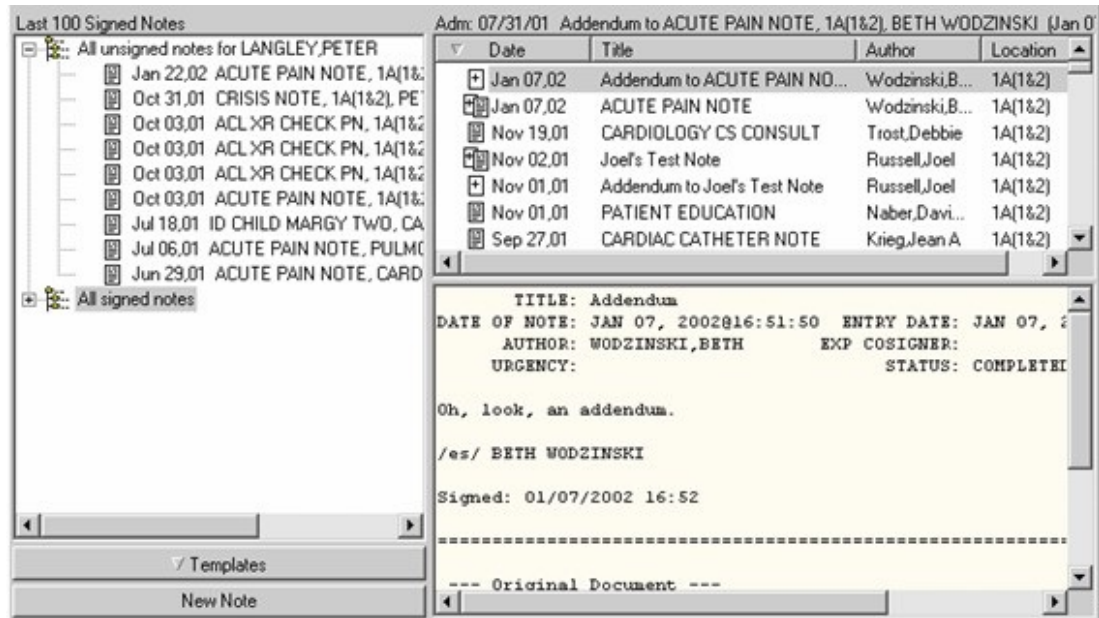 Last 100 Signed Notes
All unsigned notes for LANGLEY,PETER
Jan 22,02 ACUTE PAIN NOTE, 1A(1&2
Oct 31,01 CRISIS NOTE, 1A(1&2), PE
Oct 03,01 ACL XR CHECK PN, 1A(1&2
Oct 03,01 ACL XR CHECK PN, 1A(1&2
Oct 03,01 ACL XR CHECK PN, 1A(1&2
Oct 03,01 ACUTE PAIN NOTE, 1A(1&2
Jul 18,01 ID CHILD MARGY TWO, CA
Jul 06,01 ACUTE PAIN NOTE, PULMO
Jun 29,01 ACUTE PAIN NOTE, CARD
All signed notes
Templates
New Note
Adm: 07/31/01 Addendum to ACUTE PAIN NOTE, 1A(1&2), BETH WODZINSKI (Jan 0
Date Title Author Location
Jan 07,02 Addendum to ACUTE PAIN NO... Wodzinski,B... 1A(1&2)
Jan 07,02 ACUTE PAIN NOTE Wodzinski,B... 1A(1&2)
Nov 19,01 CARDIOLOGY CS CONSULT Trost,Debbie 1A(1&2)
Nov 02,01 Joel's Test Note Russell,Joel 1A(1&2)
Nov 01,01 Addendum to Joel's Test Note Russell,Joel 1A(1&2)
Nov 01,01 PATIENT EDUCATION Naber,Davi... 1A(1&2)
Sep 27,01 CARDIAC CATHETER NOTE Krieg,Jean A 1A(1&2)
TITLE: Addendum
DATE OF NOTE: JAN 07, 2002@16:51:50 ENTRY DATE: JAN 07, 2
AUTHOR: WODZINSKI,BETH EXP COSIGNER:
URGENCY: STATUS: COMPLETED
Oh, look, an addendum.
/es/ BETH WODZINSKI
Signed: 01/07/2002 16:52
==============================================================
--- Original Document ---